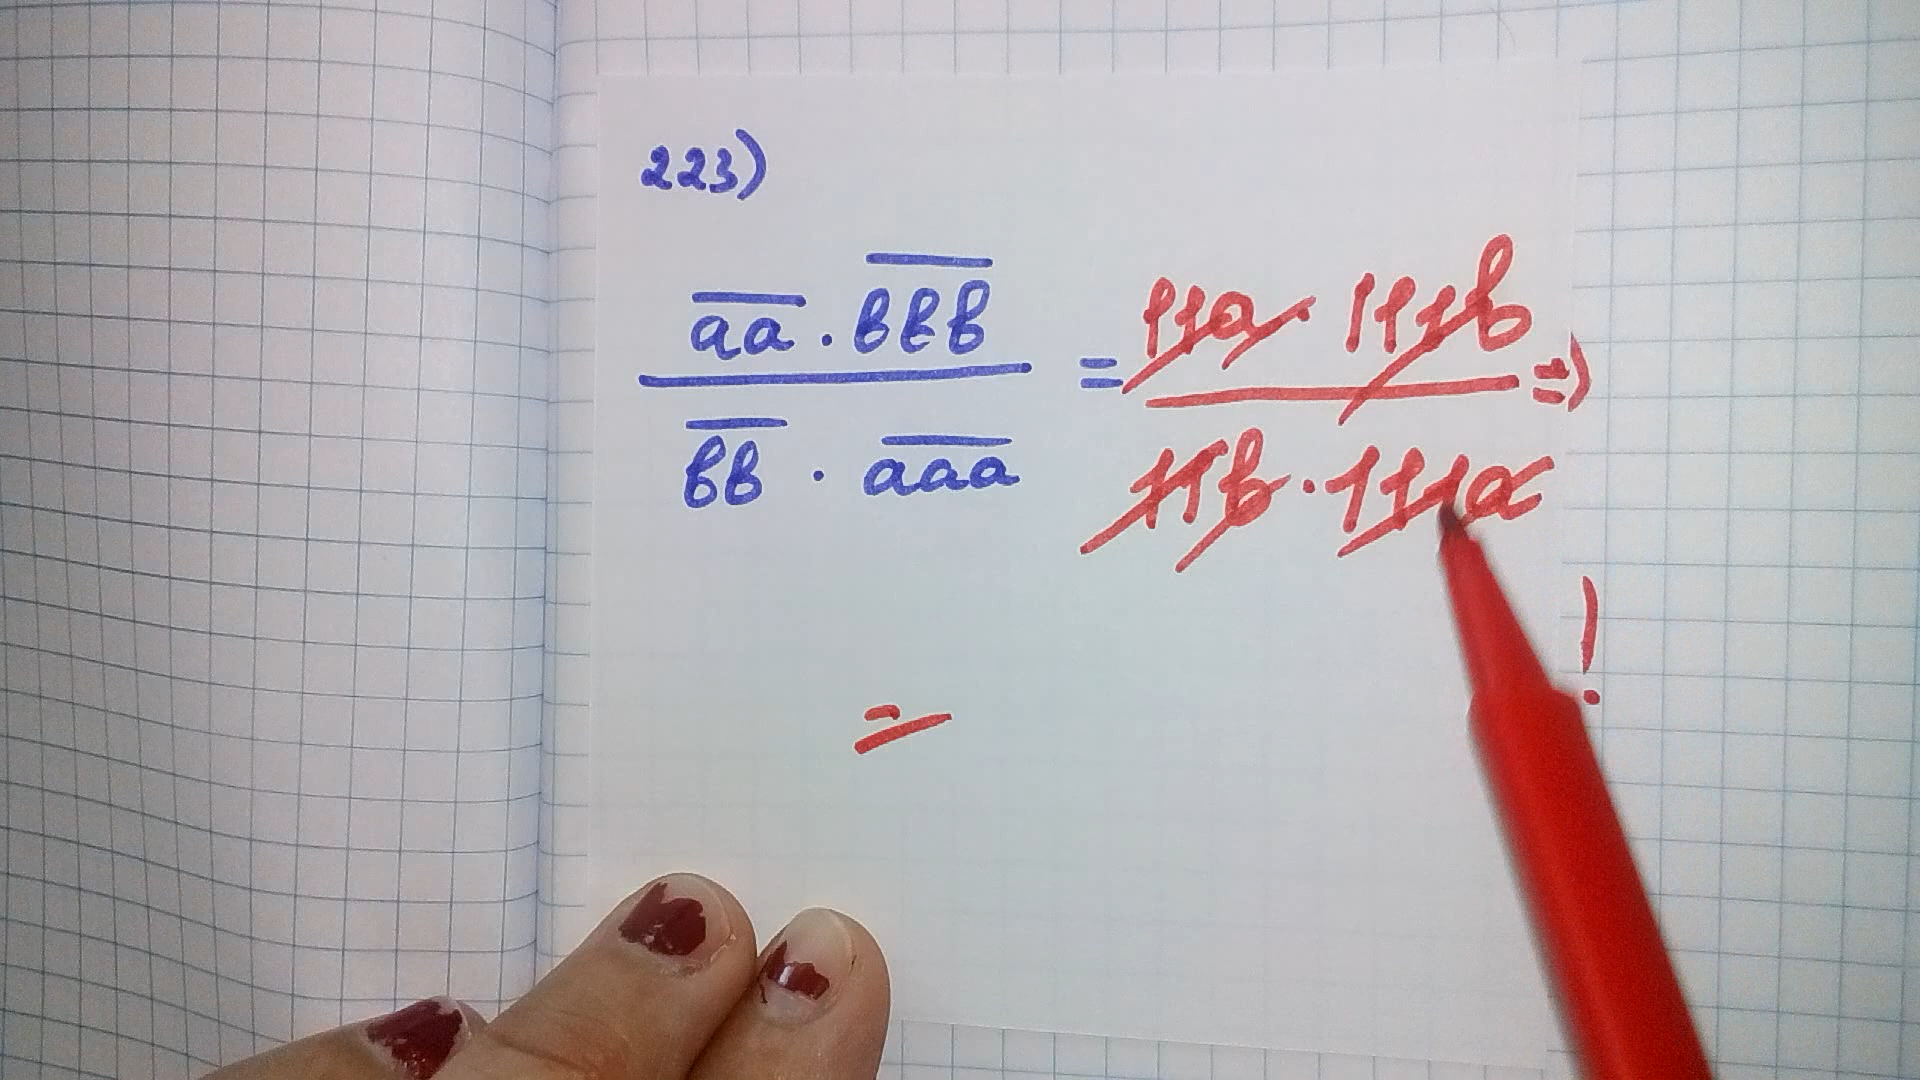 223)
aa · bbb = 11a · 111b =)
bb · aaa 11b · 111a
!
=